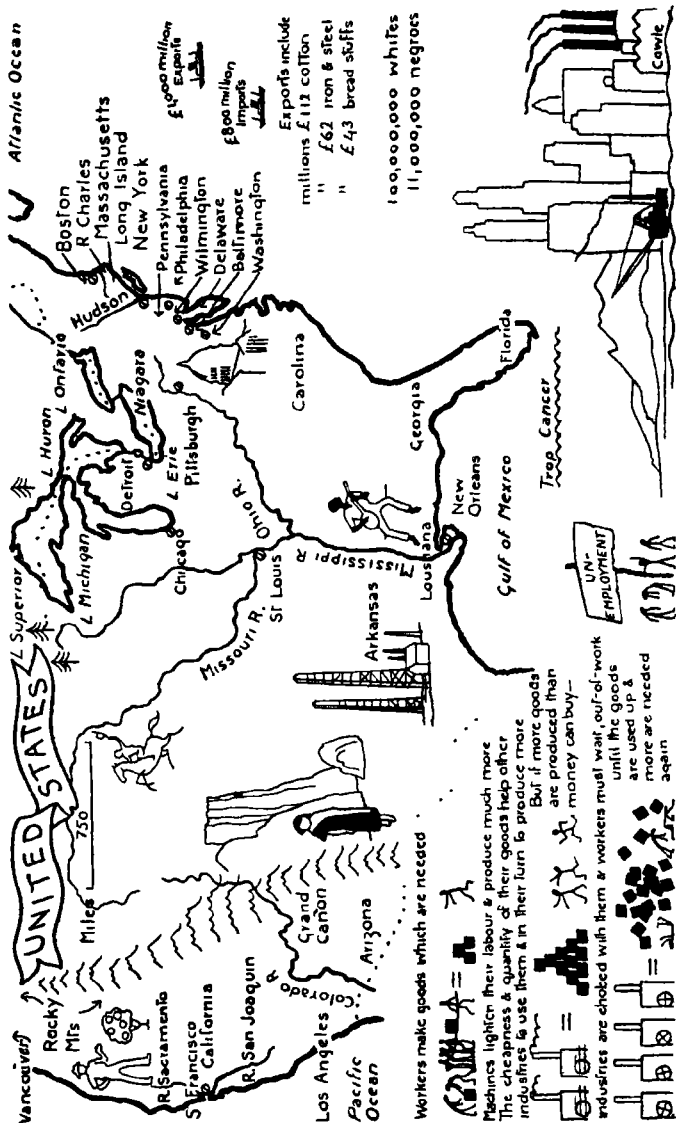 UNITED STATES
Vancouver
Rocky
Mts
Miles
750
R. Sacramento
Sᵗ Francisco
California
R. San Joaquin
Los Angeles
Pacific
Ocean
Colorado R
Grand
Cañon
Arizona
Missouri R.
Sᵗ Louis
Arkansas
L Superior
L Michigan
L Huron
L Ontario
L Erie
Niagara
Detroit
Chicago
Pittsburgh
Ohio R.
Mississippi R
Lousiana
New
Orleans
Gulf of Mexico
Georgia
Florida
Carolina
Trop Cancer
Hudson
Boston
R Charles
Massachusetts
Long Island
New York
Pennsylvania
Philadelphia
Wilmington
Delaware
Baltimore
Washington
Atlantic Ocean
£1000 million
Exports
£800 million
Imports
Exports include
millions £112 cotton
" £62 iron & steel
" £43 bread stuffs
100,000,000 whites
11,000,000 negroes
Workers make goods which are needed
=
Machines lighten their labour & produce much more
The cheapness & quantity of their goods help other
industries to use them & in their turn to produce more
But if more goods
are produced than
money can buy—
=
industries are choked with them & workers must wait, out-of-work
until the goods
are used up &
more are needed
again
=
UN-
EMPLOYMENT
Cowle